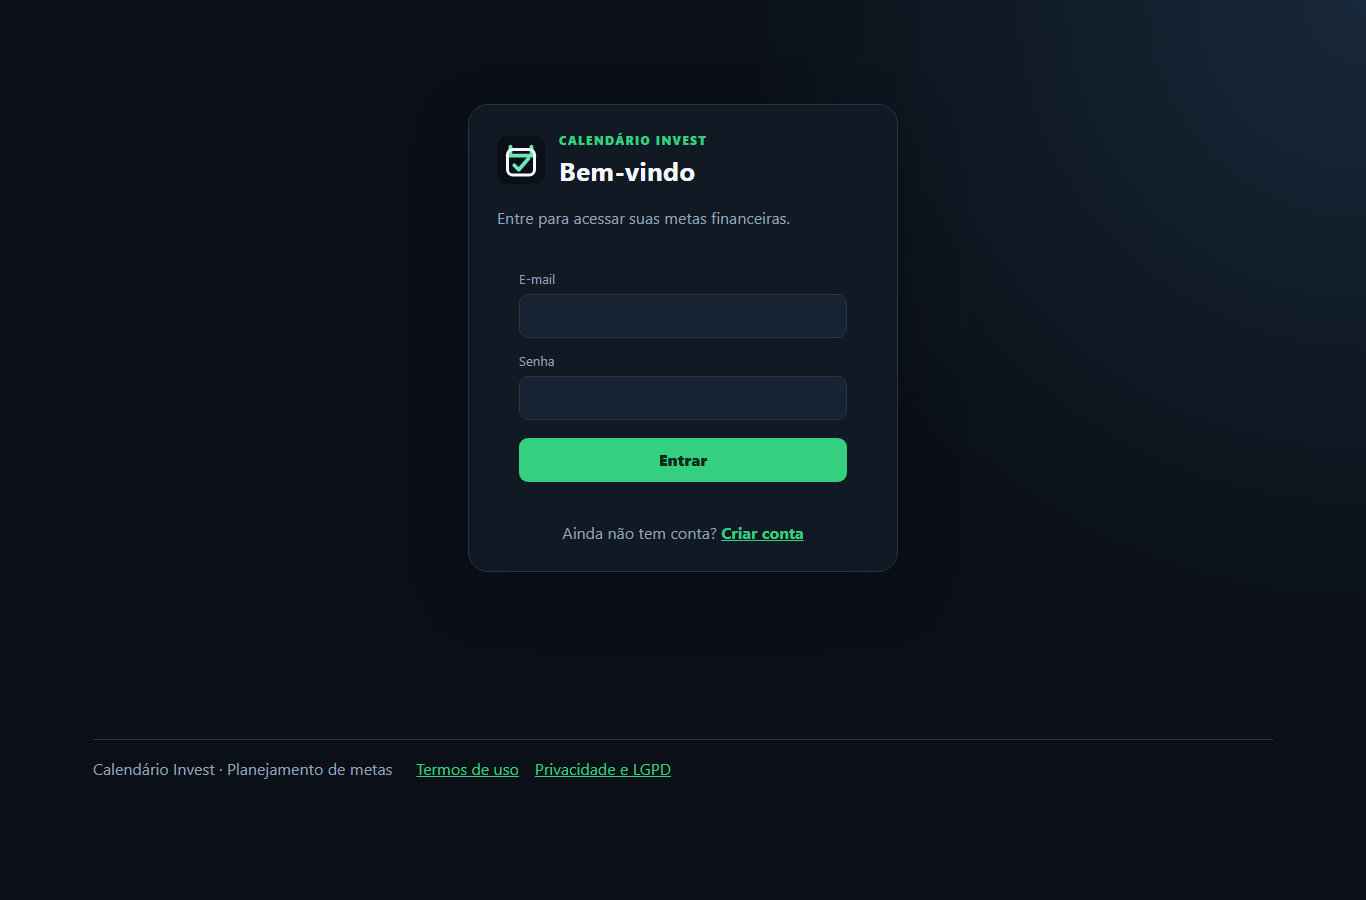 CALENDÁRIO INVEST
Bem-vindo
Entre para acessar suas metas financeiras.
E-mail
Senha
Entrar
Ainda não tem conta? Criar conta
Calendário Invest · Planejamento de metas Termos de uso Privacidade e LGPD